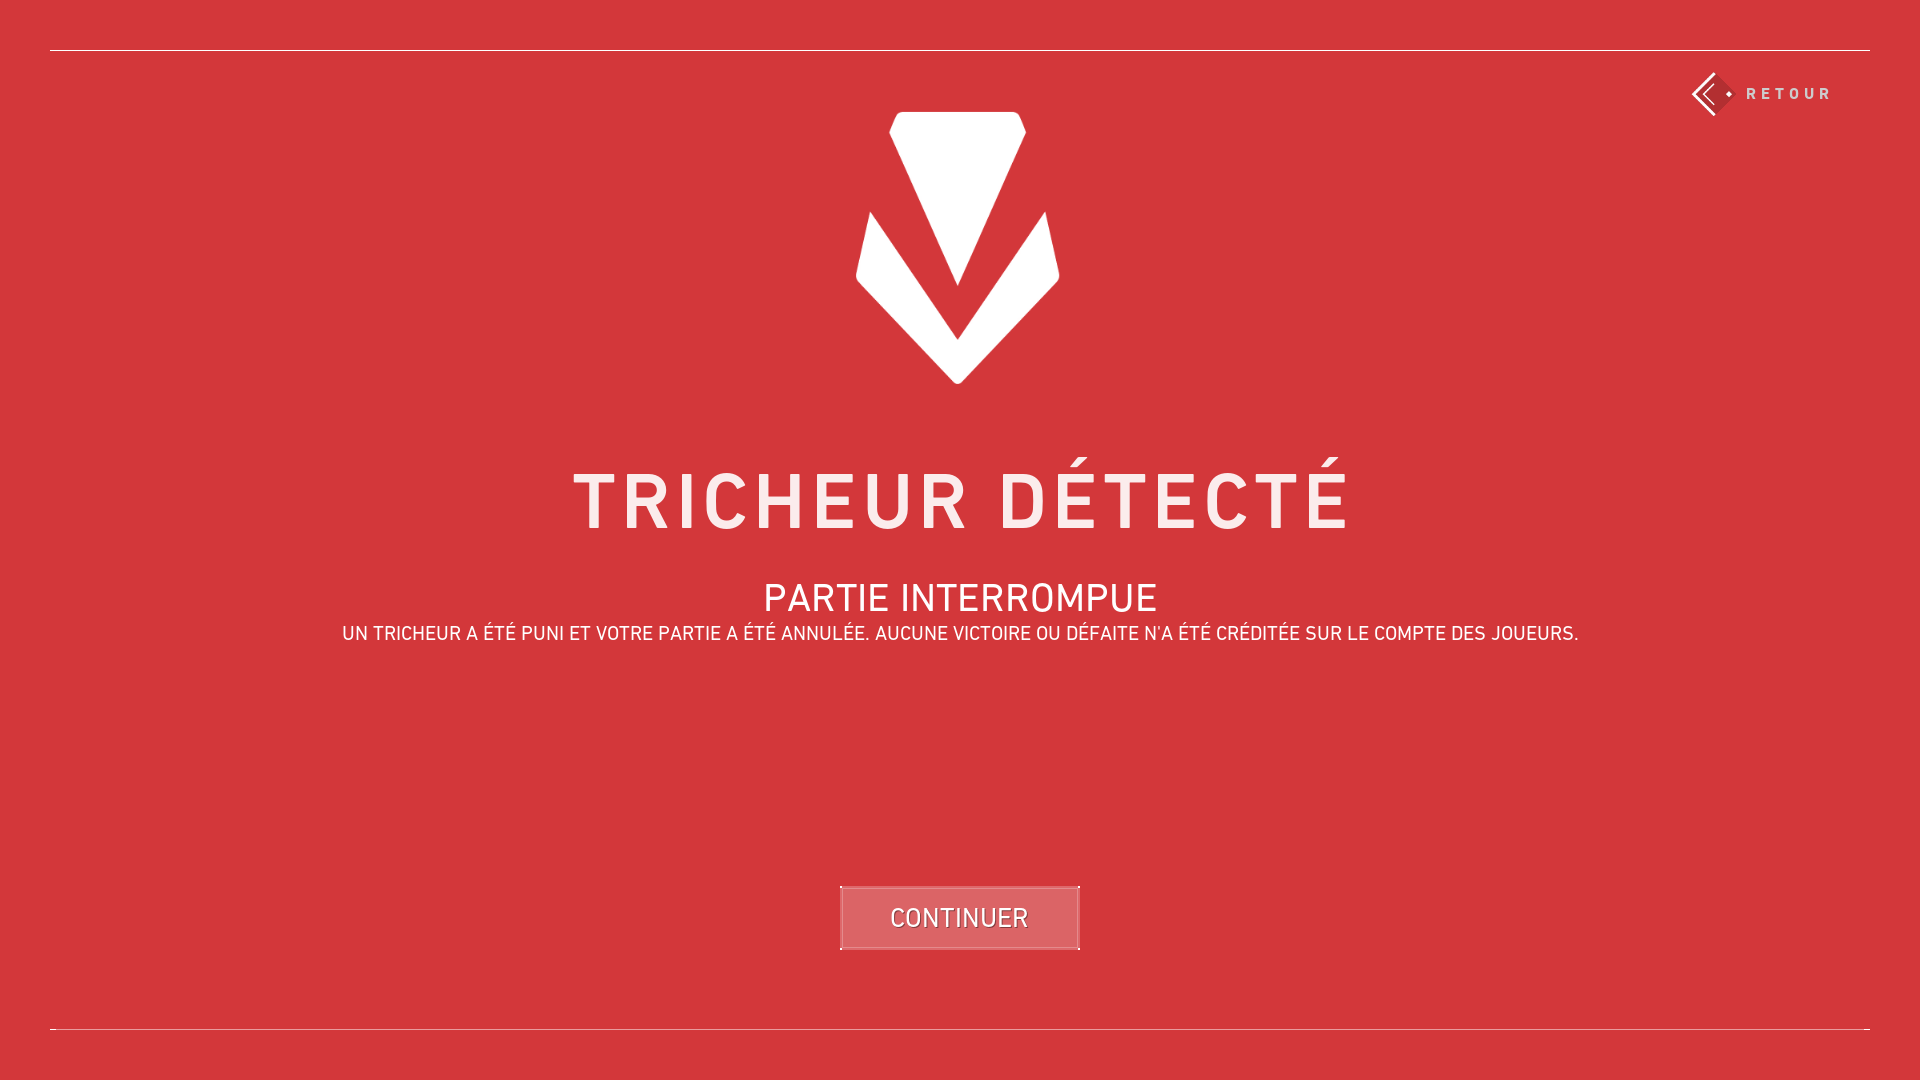 RETOUR
TRICHEUR DÉTECTÉ
PARTIE INTERROMPUE
UN TRICHEUR A ÉTÉ PUNI ET VOTRE PARTIE A ÉTÉ ANNULÉE. AUCUNE VICTOIRE OU DÉFAITE N'A ÉTÉ CRÉDITÉE SUR LE COMPTE DES JOUEURS.
CONTINUER